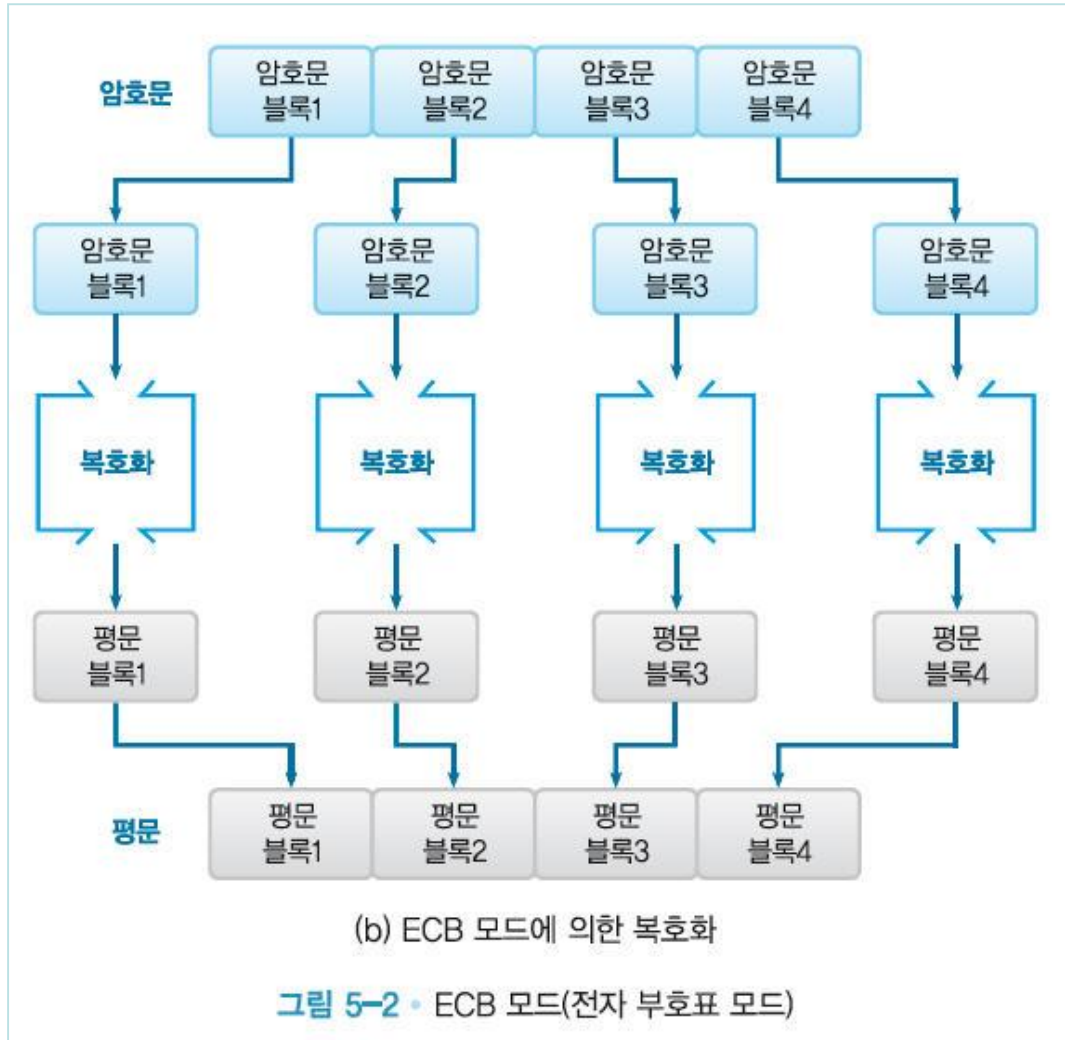 암호문
암호문 암호문 암호문 암호문
블록1 블록2 블록3 블록4
암호문 암호문 암호문 암호문
블록1 블록2 블록3 블록4
복호화 복호화 복호화 복호화
평문 평문 평문 평문
블록1 블록2 블록3 블록4
평문
평문 평문 평문 평문
블록1 블록2 블록3 블록4
(b) ECB 모드에 의한 복호화
그림 5-2 • ECB 모드(전자 부호표 모드)